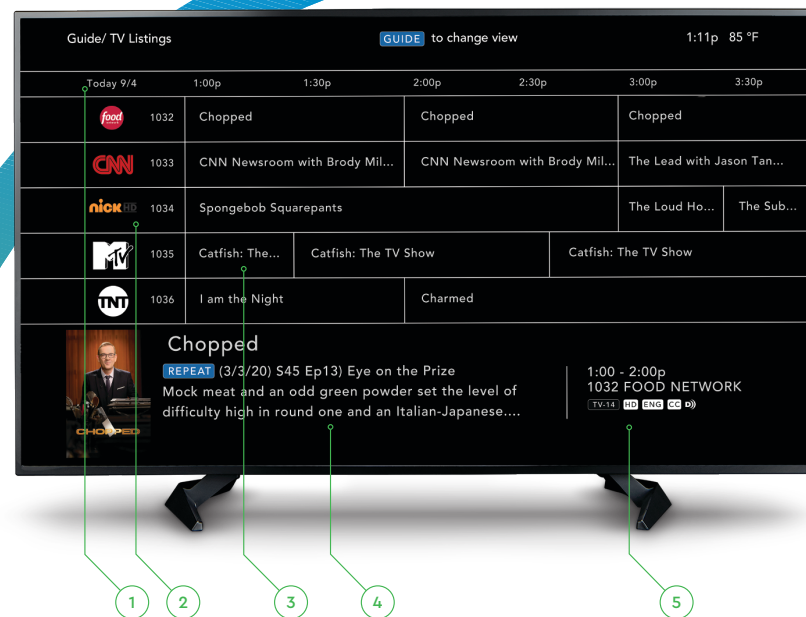 Guide/ TV Listings GUIDE to change view 1:11p 85 °F
Today 9/4 1:00p 1:30p 2:00p 2:30p 3:00p 3:30p
food 1032 Chopped Chopped Chopped
CNN 1033 CNN Newsroom with Brody Mil... CNN Newsroom with Brody Mil... The Lead with Jason Tan...
nick HD 1034 Spongebob Squarepants The Loud Ho... The Sub...
MTV 1035 Catfish: The... Catfish: The TV Show Catfish: The TV Show
TNT 1036 I am the Night Charmed
Chopped
REPEAT (3/3/20) S45 Ep13) Eye on the Prize
Mock meat and an odd green powder set the level of
difficulty high in round one and an Italian-Japanese....
CHOPPED
1:00 - 2:00p
1032 FOOD NETWORK
TV-14 HD ENG CC D))
1 2 3 4 5